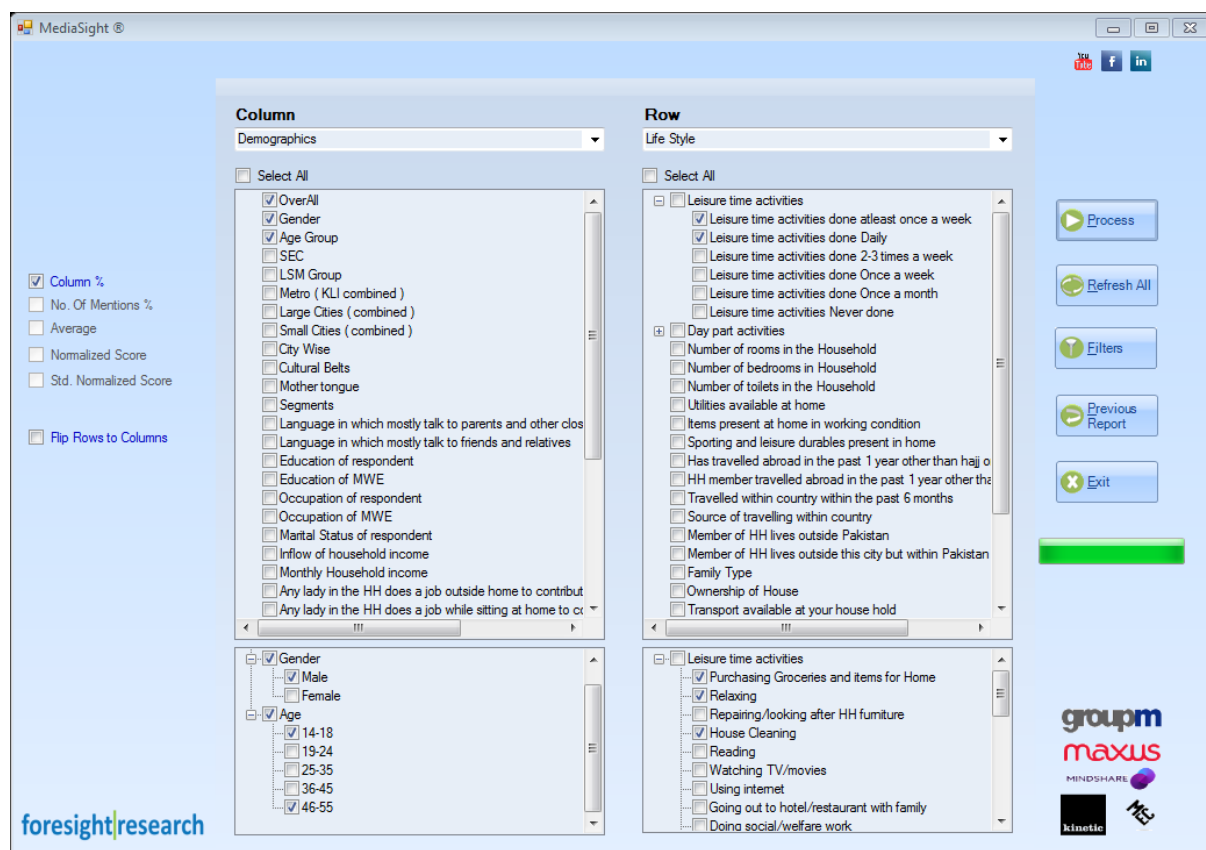 MediaSight ®
You Tube
f
in
Column
Demographics
Select All
OverAll
Gender
Age Group
SEC
LSM Group
Metro ( KLI combined )
Large Cities ( combined )
Small Cities ( combined )
City Wise
Cultural Belts
Mother tongue
Segments
Language in which mostly talk to parents and other clos
Language in which mostly talk to friends and relatives
Education of respondent
Education of MWE
Occupation of respondent
Occupation of MWE
Marital Status of respondent
Inflow of household income
Monthly Household income
Any lady in the HH does a job outside home to contribut
Any lady in the HH does a job while sitting at home to cc
Row
Life Style
Select All
Leisure time activities
Leisure time activities done atleast once a week
Leisure time activities done Daily
Leisure time activities done 2-3 times a week
Leisure time activities done Once a week
Leisure time activities done Once a month
Leisure time activities Never done
Day part activities
Number of rooms in the Household
Number of bedrooms in Household
Number of toilets in the Household
Utilities available at home
Items present at home in working condition
Sporting and leisure durables present in home
Has travelled abroad in the past 1 year other than hajj o
HH member travelled abroad in the past 1 year other tha
Travelled within country within the past 6 months
Source of travelling within country
Member of HH lives outside Pakistan
Member of HH lives outside this city but within Pakistan
Family Type
Ownership of House
Transport available at your house hold
Column %
No. Of Mentions %
Average
Normalized Score
Std. Normalized Score
Flip Rows to Columns
Process
Refresh All
Filters
Previous
Report
Exit
Gender
Male
Female
Age
14-18
19-24
25-35
36-45
46-55
Leisure time activities
Purchasing Groceries and items for Home
Relaxing
Repairing/looking after HH furniture
House Cleaning
Reading
Watching TV/movies
Using internet
Going out to hotel/restaurant with family
Doing social/welfare work
foresight|research
groupm
maxus
MINDSHARE
kinetic
MEC